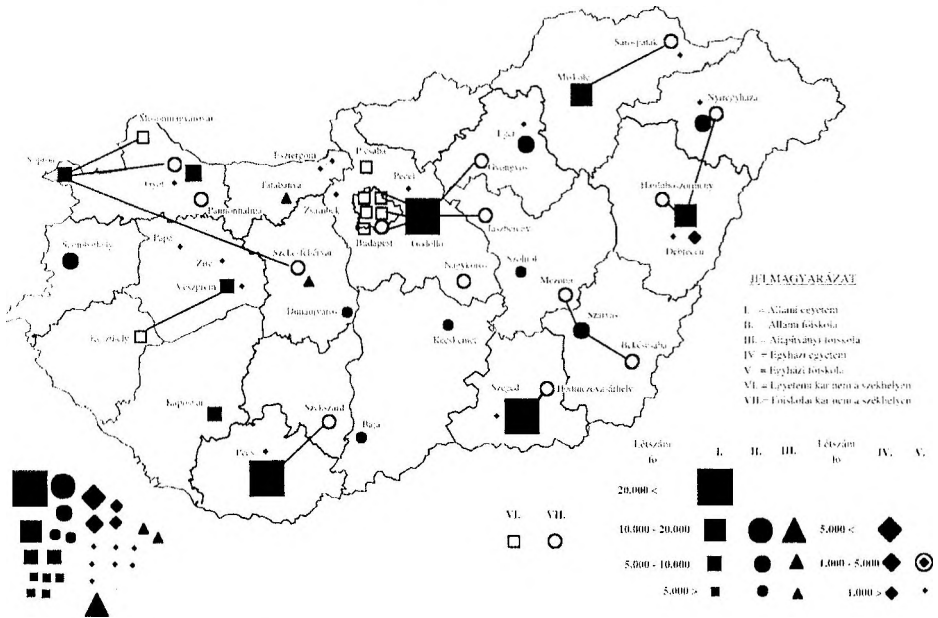 Sárospatak
Miskolc
Nyíregyháza
Mosonmagyaróvár
Sopron
Győr
Pannonhalma
Esztergom
Tatabánya
Zsámbék
Piliscsaba
Pécel
Eger
Gyöngyös
Hajdúböszörmény
Debrecen
Budapest
Gödöllő
Jászberény
Szombathely
Pápa
Zirc
Veszprém
Székesfehérvár
Nagykőrös
Szolnok
Mezőtúr
Szarvas
Békéscsaba
Dunaújváros
Kecskemét
Keszthely
Kaposvár
Szekszárd
Baja
Szeged
Hódmezővásárhely
Pécs
JELMAGYARÁZAT
I. = Állami egyetem
II. Állami főiskola
III. = Alapítványi főiskola
IV. = Egyházi egyetem
V. = Egyházi főiskola
VI. = Egyetemi kar nem a székhelyen
VII. = Főiskolai kar nem a székhelyen
Létszám fő I. II. III. Létszám fő IV. V.
20.000 <
10.000 - 20.000 5.000 <
5.000 - 10.000 1.000 - 5.000
5.000 > 1.000 >
VI. VII.